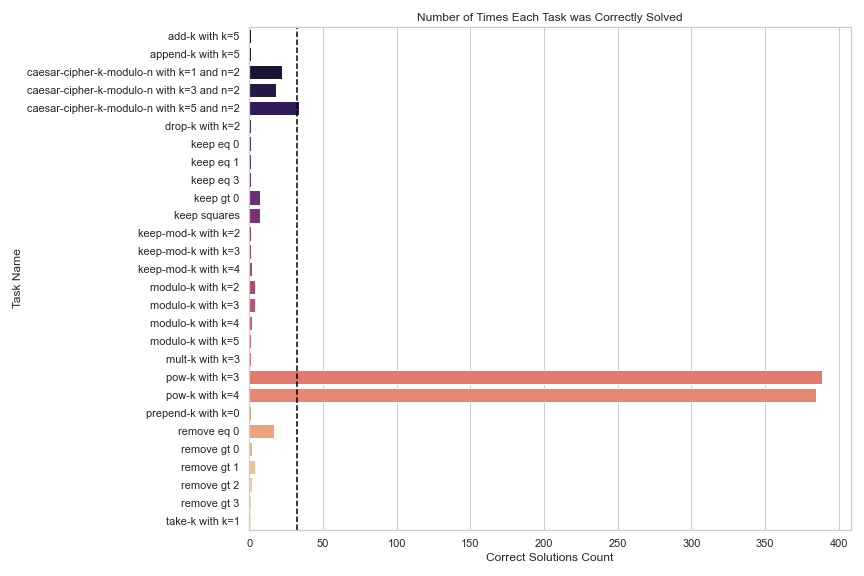 Number of Times Each Task was Correctly Solved
Task Name
add-k with k=5
append-k with k=5
caesar-cipher-k-modulo-n with k=1 and n=2
caesar-cipher-k-modulo-n with k=3 and n=2
caesar-cipher-k-modulo-n with k=5 and n=2
drop-k with k=2
keep eq 0
keep eq 1
keep eq 3
keep gt 0
keep squares
keep-mod-k with k=2
keep-mod-k with k=3
keep-mod-k with k=4
modulo-k with k=2
modulo-k with k=3
modulo-k with k=4
modulo-k with k=5
mult-k with k=3
pow-k with k=3
pow-k with k=4
prepend-k with k=0
remove eq 0
remove gt 0
remove gt 1
remove gt 2
remove gt 3
take-k with k=1
0 50 100 150 200 250 300 350 400
Correct Solutions Count